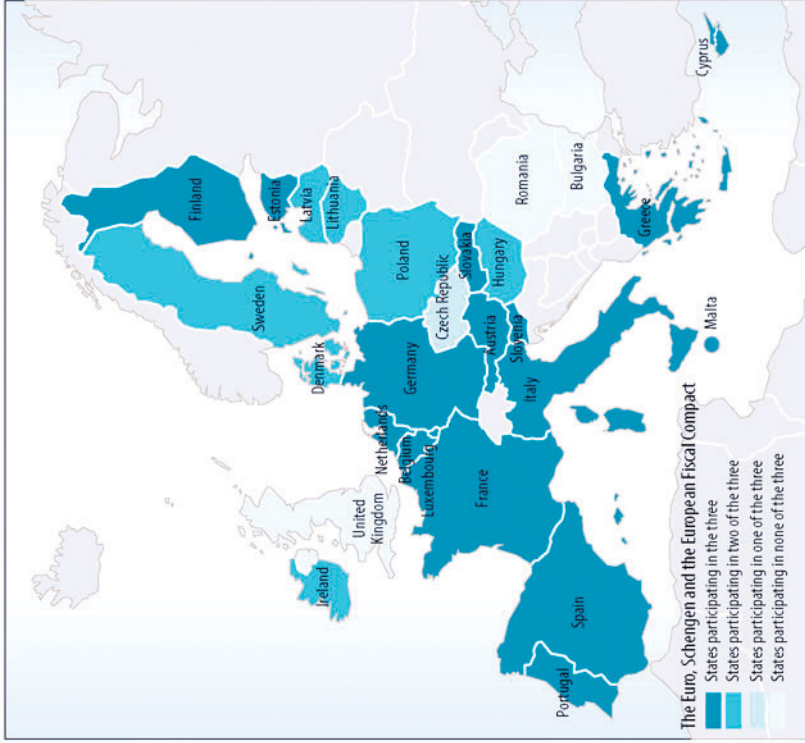 Finland
Sweden
Estonia
Latvia
Lithuania
Denmark
Ireland
United
Kingdom
Netherlands
Belgium
Luxembourg
Germany
Poland
Czech Republic
Slovakia
Austria
Hungary
Slovenia
France
Italy
Romania
Bulgaria
Portugal
Spain
Greece
Malta
Cyprus
The Euro, Schengen and the European Fiscal Compact
States participating in the three
States participating in two of the three
States participating in one of the three
States participating in none of the three